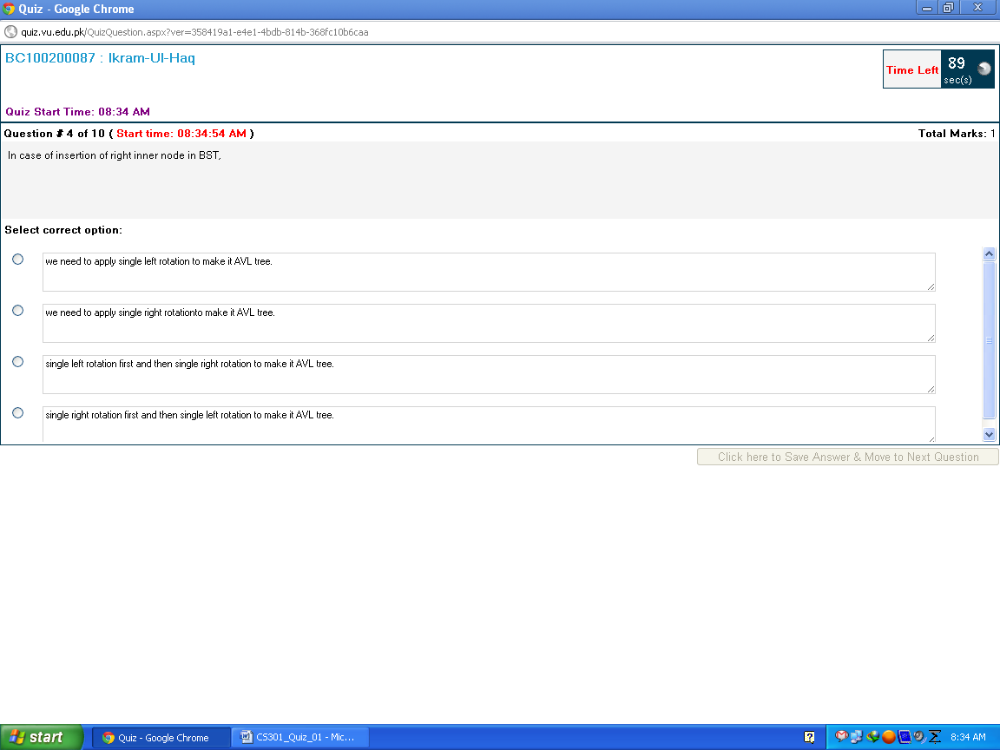 Quiz - Google Chrome
quiz.vu.edu.pk/QuizQuestion.aspx?ver=358419a1-e4e1-4bdb-814b-368fc10b6caa
BC100200087 : Ikram-Ul-Haq
Time Left 89 sec(s)
Quiz Start Time: 08:34 AM
Question # 4 of 10 ( Start time: 08:34:54 AM ) Total Marks: 1
In case of insertion of right inner node in BST,
Select correct option:
we need to apply single left rotation to make it AVL tree.
we need to apply single right rotationto make it AVL tree.
single left rotation first and then single right rotation to make it AVL tree.
single right rotation first and then single left rotation to make it AVL tree.
Click here to Save Answer & Move to Next Question
start Quiz - Google Chrome CS301_Quiz_01 - Mic... 8:34 AM